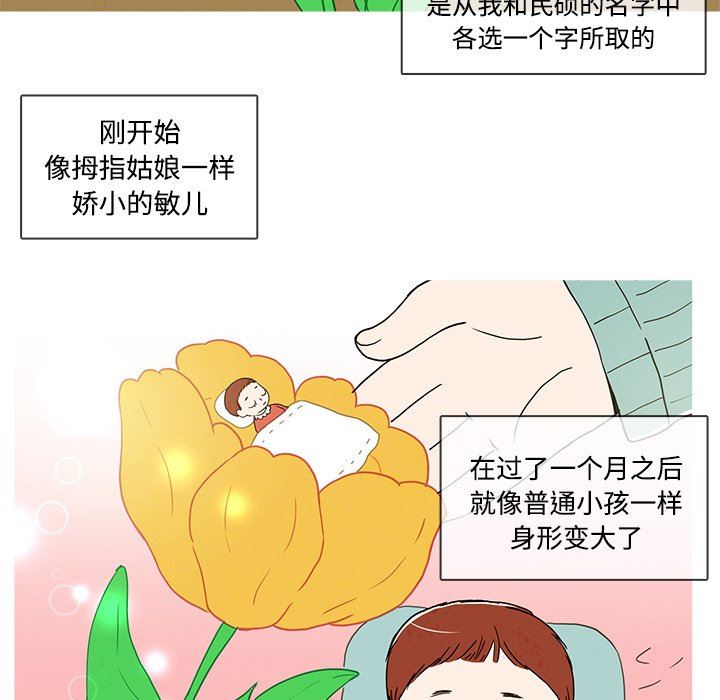 是从我和民硕的名字中
各选一个字所取的
刚开始
像拇指姑娘一样
娇小的敏儿
在过了一个月之后
就像普通小孩一样
身形变大了